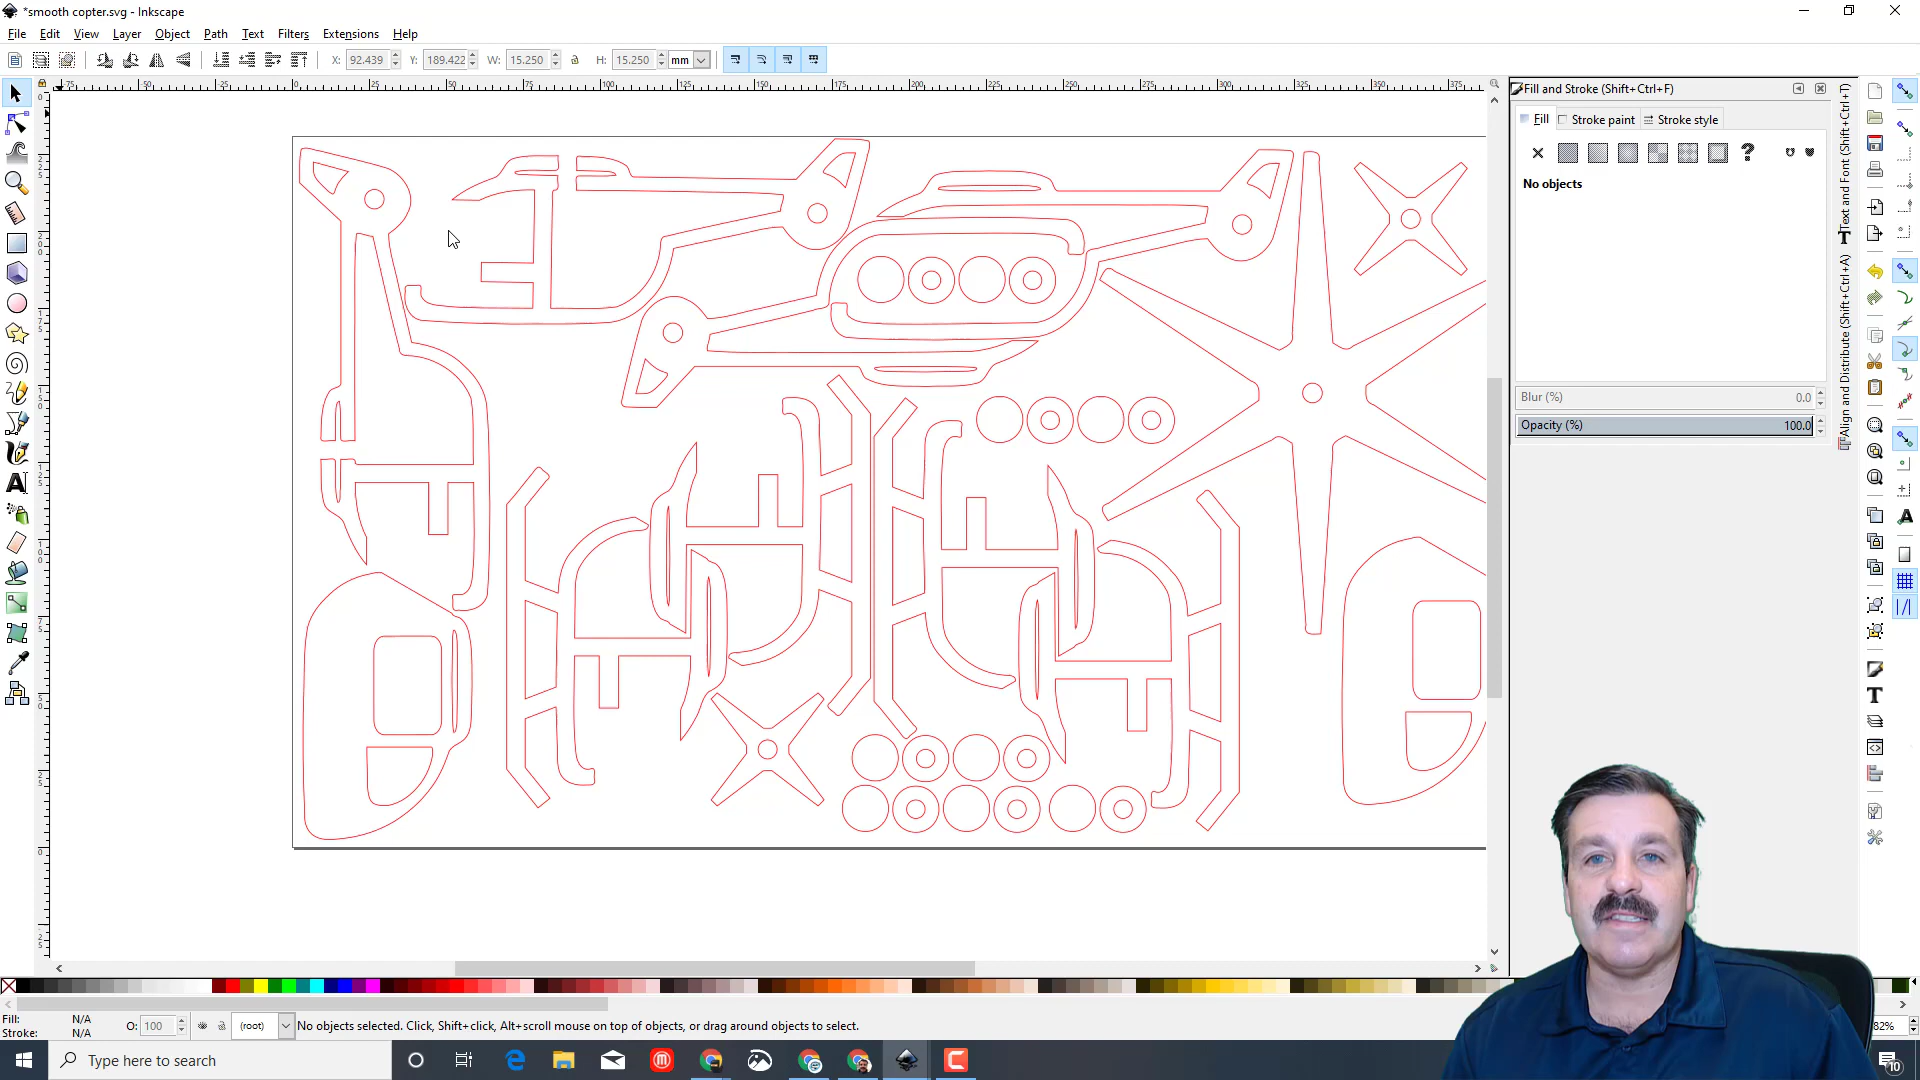 *smooth copter.svg - Inkscape
File Edit View Layer Object Path Text Filters Extensions Help
X: 92.439 Y: 189.422 W: 15.250 H: 15.250 mm
Fill and Stroke (Shift+Ctrl+F)
Fill Stroke paint Stroke style
No objects
Blur (%) 0.0
Opacity (%) 100.0
Text and Font (Shift+Ctrl+T)
Align and Distribute (Shift+Ctrl+A)
Fill: N/A
Stroke: N/A
O: 100
(root)
No objects selected. Click, Shift+click, Alt+scroll mouse on top of objects, or drag around objects to select.
82%
Type here to search
10